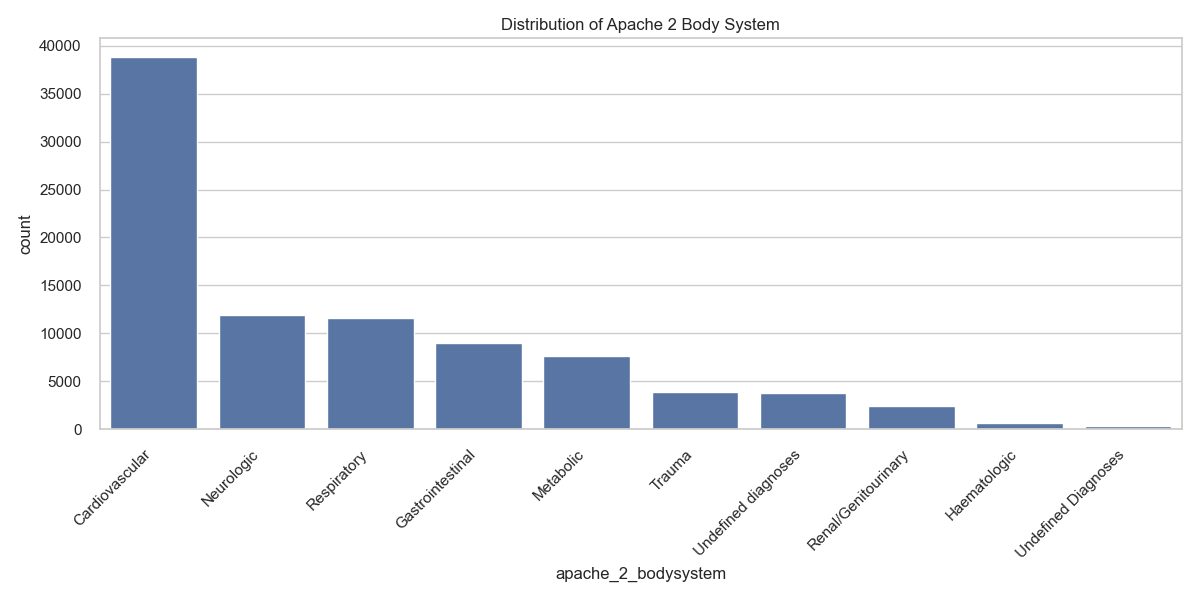 Distribution of Apache 2 Body System
40000
35000
30000
25000
20000
15000
10000
5000
0
count
Cardiovascular
Neurologic
Respiratory
Gastrointestinal
Metabolic
Trauma
Undefined diagnoses
Renal/Genitourinary
Haematologic
Undefined Diagnoses
apache_2_bodysystem